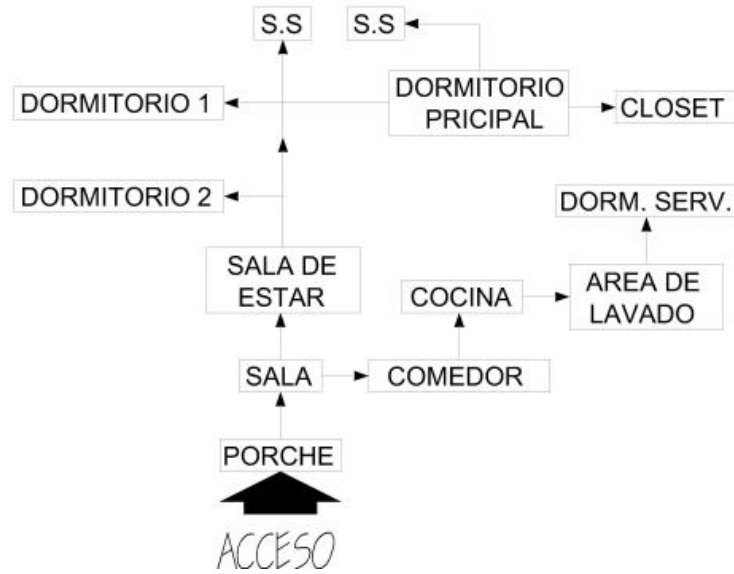 S.S
S.S
DORMITORIO 1
DORMITORIO
PRICIPAL
CLOSET
DORMITORIO 2
DORM. SERV.
SALA DE
ESTAR
COCINA
AREA DE
LAVADO
SALA
COMEDOR
PORCHE
ACCESO